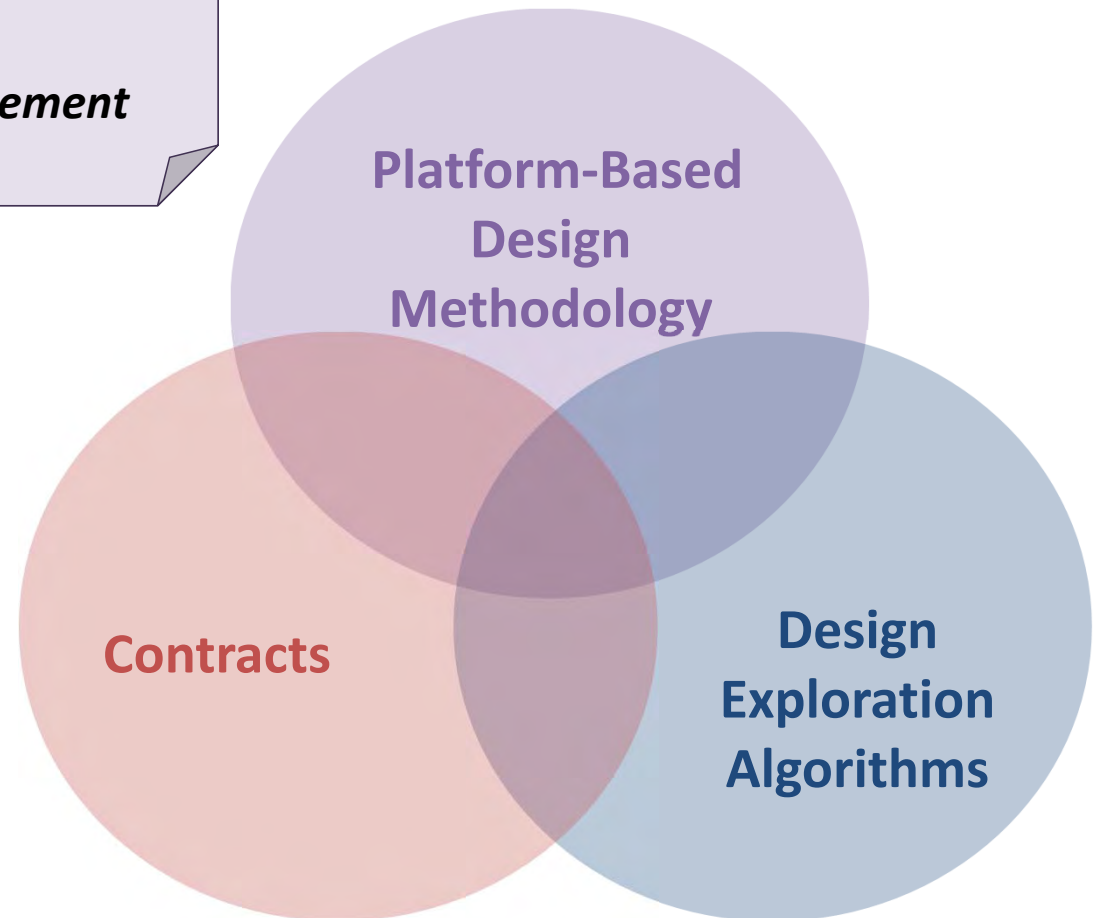 ement
Platform-Based
Design
Methodology
Contracts
Design
Exploration
Algorithms